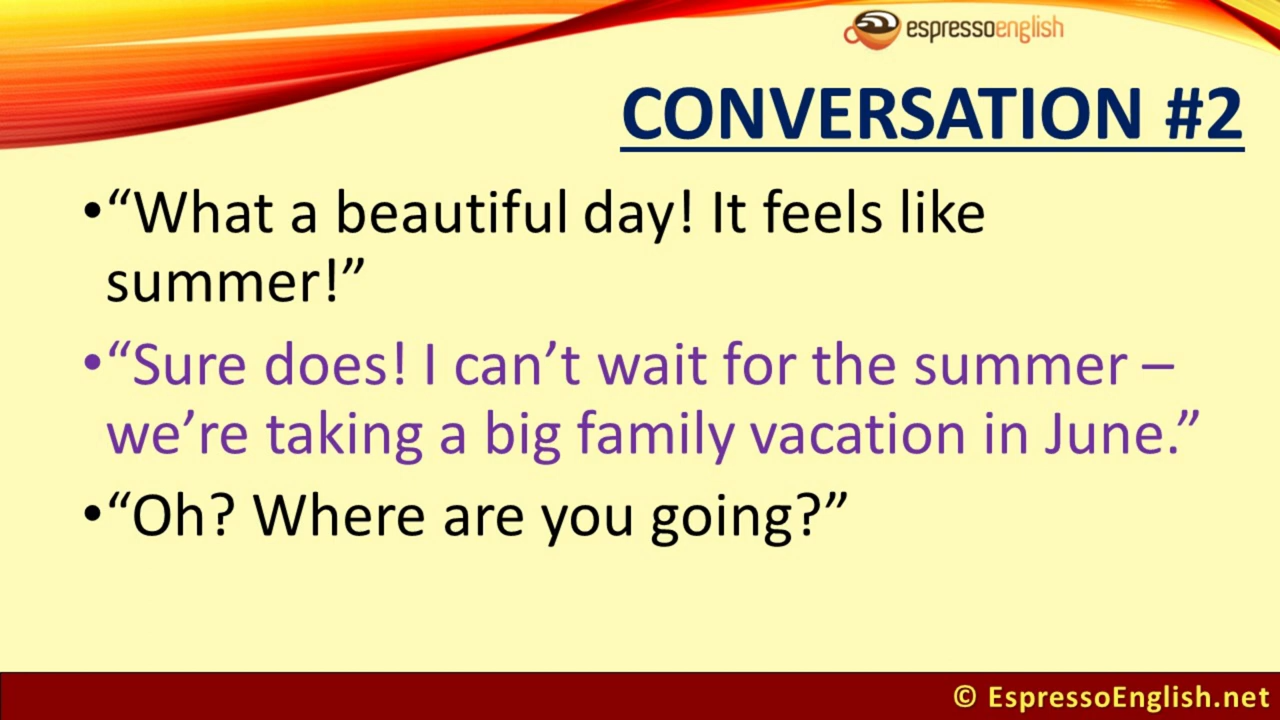 espressoenglish
CONVERSATION #2
•“What a beautiful day! It feels like
summer!”
•“Sure does! I can’t wait for the summer –
we’re taking a big family vacation in June.”
•“Oh? Where are you going?”
© EspressoEnglish.net